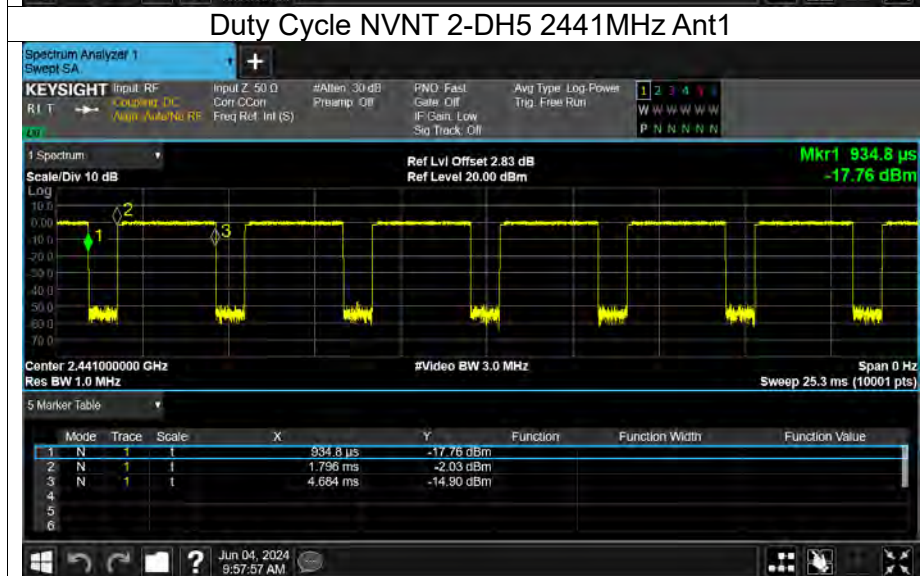 Duty Cycle NVNT 2-DH5 2441MHz Ant1
Spectrum Analyzer 1
Swept SA
+
KEYSIGHT Input: RF Input Z: 50 Ω #Atten: 30 dB PNO: Fast Avg Type: Log-Power 1 2 3 4 5 6
R L T Coupling: DC Corr CCorr Preamp: Off Gate: Off Trig: Free Run W W W W W W
Align: Auto/No RF Freq Ref: Int (S) IF Gain: Low
Sig Track: Off P N N N N N
1 Spectrum Ref Lvl Offset 2.83 dB Mkr1 934.8 µs
Scale/Div 10 dB Ref Level 20.00 dBm -17.76 dBm
Log
10.0
0.00
-10.0
-20.0
-30.0
-40.0
-50.0
-60.0
-70.0
1
2
3
Center 2.441000000 GHz #Video BW 3.0 MHz Span 0 Hz
Res BW 1.0 MHz Sweep 25.3 ms (10001 pts)
5 Marker Table
Mode Trace Scale X Y Function Function Width Function Value
1 N 1 t 934.8 µs -17.76 dBm
2 N 1 t 1.796 ms -2.03 dBm
3 N 1 t 4.684 ms -14.90 dBm
4
5
6
? Jun 04, 2024
9:57:57 AM